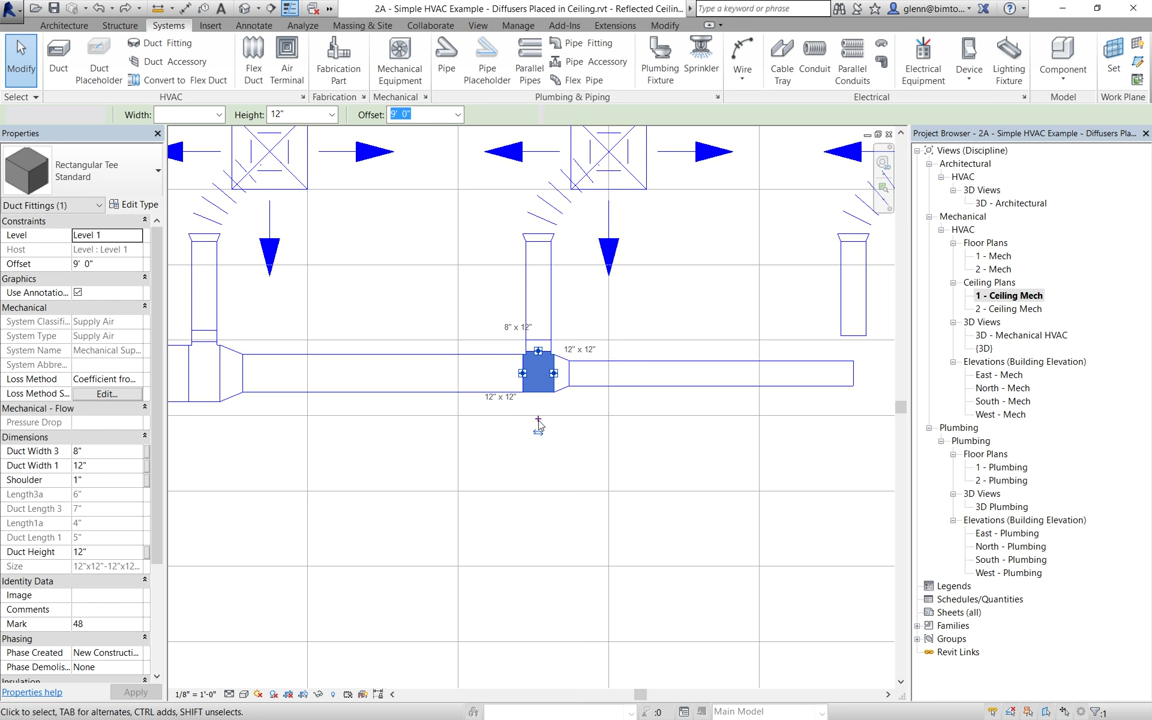 2A - Simple HVAC Example - Diffusers Placed in Ceiling.rvt - Reflected Ceilin...
Type a keyword or phrase
glenn@bimto...
Architecture Structure Systems Insert Annotate Analyze Massing & Site Collaborate View Manage Add-Ins Extensions Modify
Modify
Duct
Duct Placeholder
Duct Fitting
Duct Accessory
Convert to Flex Duct
Flex Duct
Air Terminal
Fabrication Part
Mechanical Equipment
Pipe
Pipe Placeholder
Parallel Pipes
Pipe Fitting
Pipe Accessory
Flex Pipe
Plumbing Fixture
Sprinkler
Wire
Cable Tray
Conduit
Parallel Conduits
Electrical Equipment
Device
Lighting Fixture
Component
Set
Select HVAC Fabrication Mechanical Plumbing & Piping Electrical Model Work Plane
Width: Height: 12" Offset: 9' 0"
Properties
Rectangular Tee
Standard
Duct Fittings (1) Edit Type
Constraints
Level Level 1
Host Level : Level 1
Offset 9' 0"
Graphics
Use Annotatio...
Mechanical
System Classifi... Supply Air
System Type Supply Air
System Name Mechanical Sup...
System Abbre...
Loss Method Coefficient fro...
Loss Method S... Edit...
Mechanical - Flow
Pressure Drop
Dimensions
Duct Width 3 8"
Duct Width 1 12"
Shoulder 1"
Length3a 6"
Duct Length 3 7"
Length1a 4"
Duct Length 1 5"
Duct Height 12"
Size 12"x12"-12"x12...
Identity Data
Image
Comments
Mark 48
Phasing
Phase Created New Constructi...
Phase Demolis... None
Insulation
Properties help Apply
8" x 12"
12" x 12"
12" x 12"
1/8" = 1'-0"
Project Browser - 2A - Simple HVAC Example - Diffusers Pla...
Views (Discipline)
Architectural
HVAC
3D Views
3D - Architectural
Mechanical
HVAC
Floor Plans
1 - Mech
2 - Mech
Ceiling Plans
1 - Ceiling Mech
2 - Ceiling Mech
3D Views
3D - Mechanical HVAC
{3D}
Elevations (Building Elevation)
East - Mech
North - Mech
South - Mech
West - Mech
Plumbing
Plumbing
Floor Plans
1 - Plumbing
2 - Plumbing
3D Views
3D Plumbing
Elevations (Building Elevation)
East - Plumbing
North - Plumbing
South - Plumbing
West - Plumbing
Legends
Schedules/Quantities
Sheets (all)
Families
Groups
Revit Links
Click to select, TAB for alternates, CTRL adds, SHIFT unselects. :0 Main Model :1